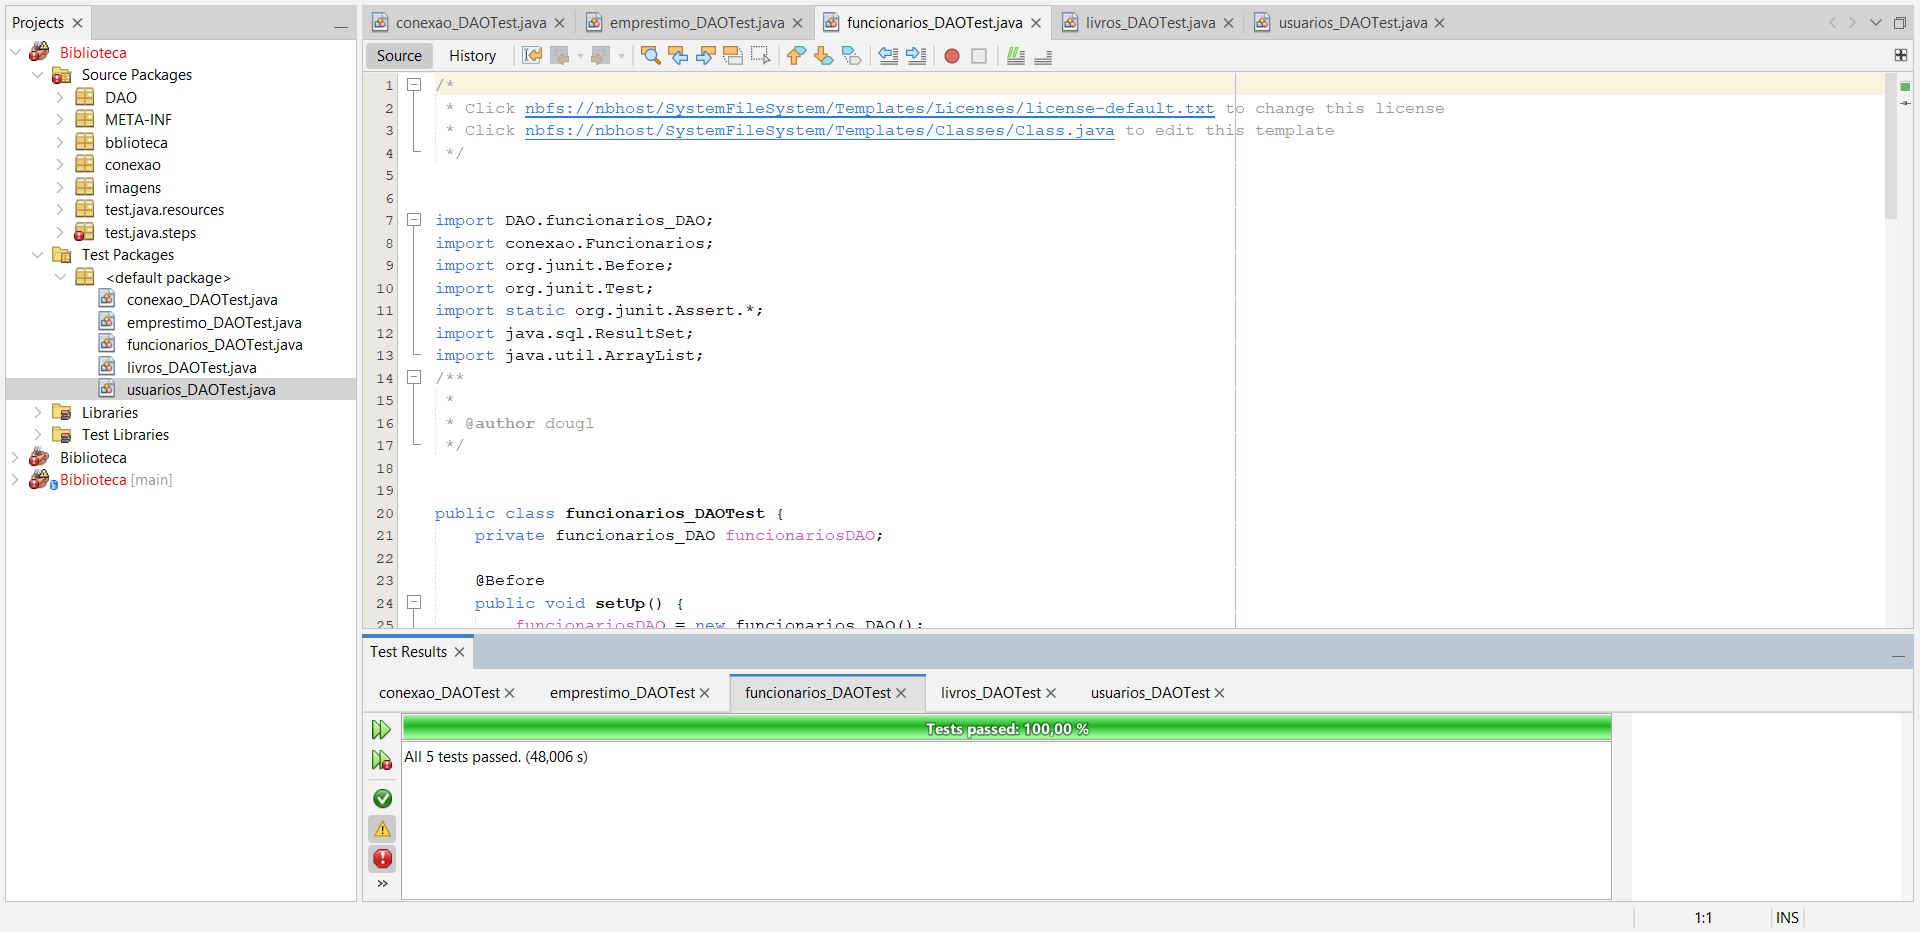 Projects
Biblioteca
Source Packages
DAO
META-INF
bblioteca
conexao
imagens
test.java.resources
test.java.steps
Test Packages
<default package>
conexao_DAOTest.java
emprestimo_DAOTest.java
funcionarios_DAOTest.java
livros_DAOTest.java
usuarios_DAOTest.java
Libraries
Test Libraries
Biblioteca
Biblioteca [main]
conexao_DAOTest.java emprestimo_DAOTest.java funcionarios_DAOTest.java livros_DAOTest.java usuarios_DAOTest.java
Source History
1 /*
2 * Click nbfs://nbhost/SystemFileSystem/Templates/Licenses/license-default.txt to change this license
3 * Click nbfs://nbhost/SystemFileSystem/Templates/Classes/Class.java to edit this template
4 */
5
6
7 import DAO.funcionarios_DAO;
8 import conexao.Funcionarios;
9 import org.junit.Before;
10 import org.junit.Test;
11 import static org.junit.Assert.*;
12 import java.sql.ResultSet;
13 import java.util.ArrayList;
14 /**
15 *
16 * @author dougl
17 */
18
19
20 public class funcionarios_DAOTest {
21 private funcionarios_DAO funcionariosDAO;
22
23 @Before
24 public void setUp() {
25 funcionariosDAO = new funcionarios_DAO();
Test Results
conexao_DAOTest emprestimo_DAOTest funcionarios_DAOTest livros_DAOTest usuarios_DAOTest
Tests passed: 100,00 %
All 5 tests passed. (48,006 s)
1:1 INS